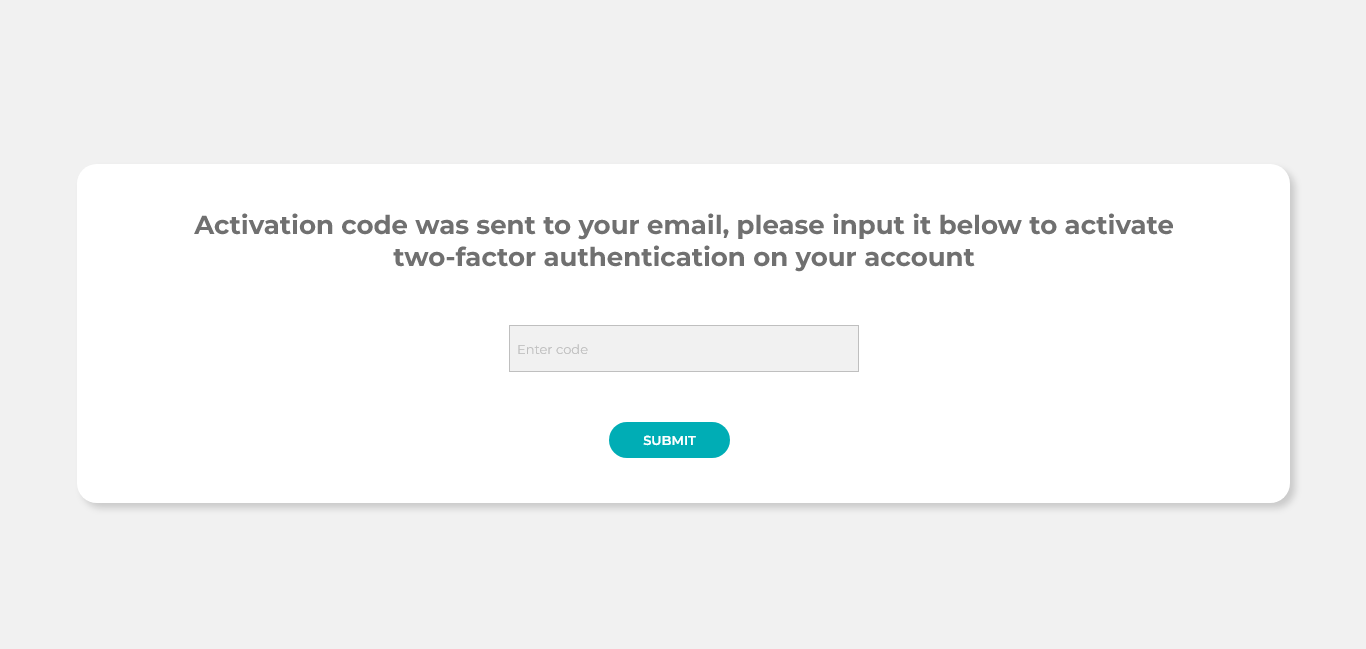 Activation code was sent to your email, please input it below to activate
two-factor authentication on your account
Enter code
SUBMIT